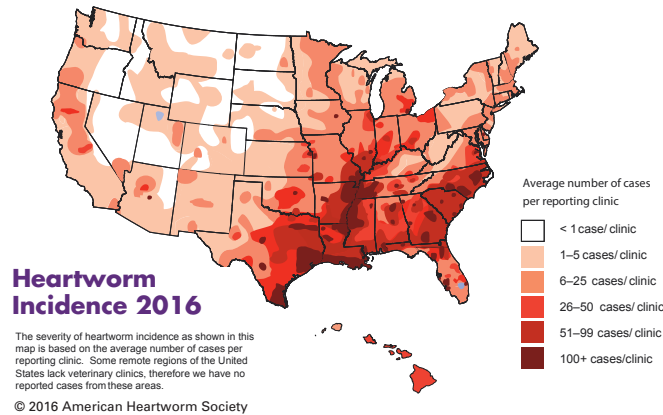 Average number of cases
per reporting clinic
< 1 case/ clinic
1–5 cases/ clinic
6–25 cases/ clinic
26–50 cases/ clinic
51–99 cases/ clinic
100+ cases/clinic
Heartworm
Incidence 2016
The severity of heartworm incidence as shown in this
map is based on the average number of cases per
reporting clinic. Some remote regions of the United
States lack veterinary clinics, therefore we have no
reported cases from these areas.
© 2016 American Heartworm Society